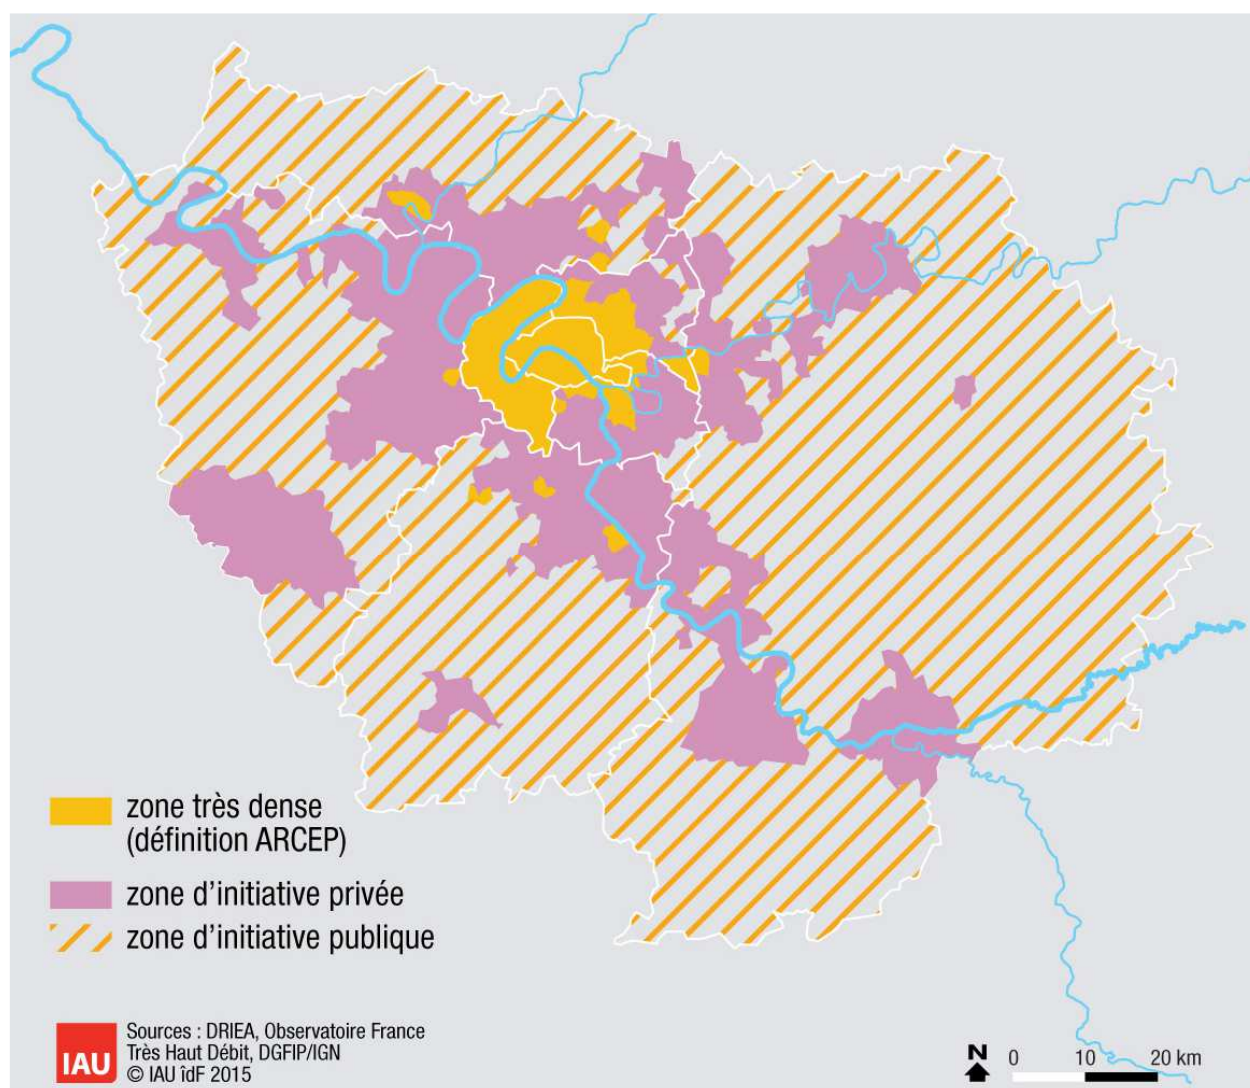 zone très dense
(définition ARCEP)
zone d'initiative privée
zone d'initiative publique
IAU
Sources : DRIEA, Observatoire France
Très Haut Débit, DGFIP/IGN
© IAU îdF 2015
N
0 10 20 km